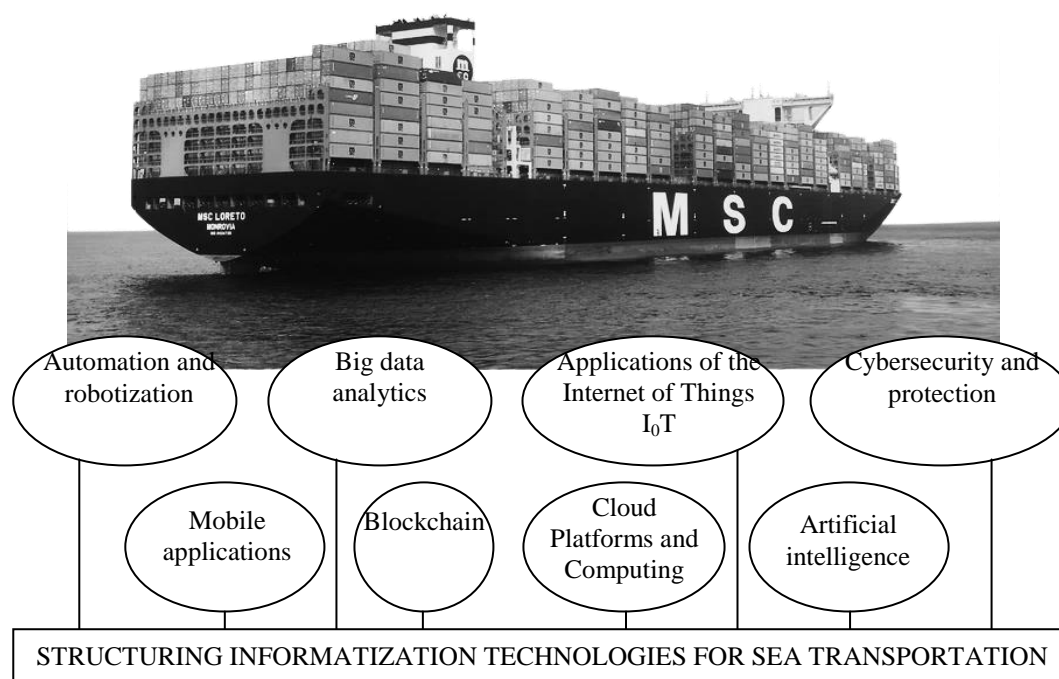 MSC LORETO
MONROVIA
M S C
Automation and
robotization
Big data
analytics
Applications of the
Internet of Things
I₀T
Cybersecurity and
protection
Mobile
applications
Blockchain
Cloud
Platforms and
Computing
Artificial
intelligence
STRUCTURING INFORMATIZATION TECHNOLOGIES FOR SEA TRANSPORTATION